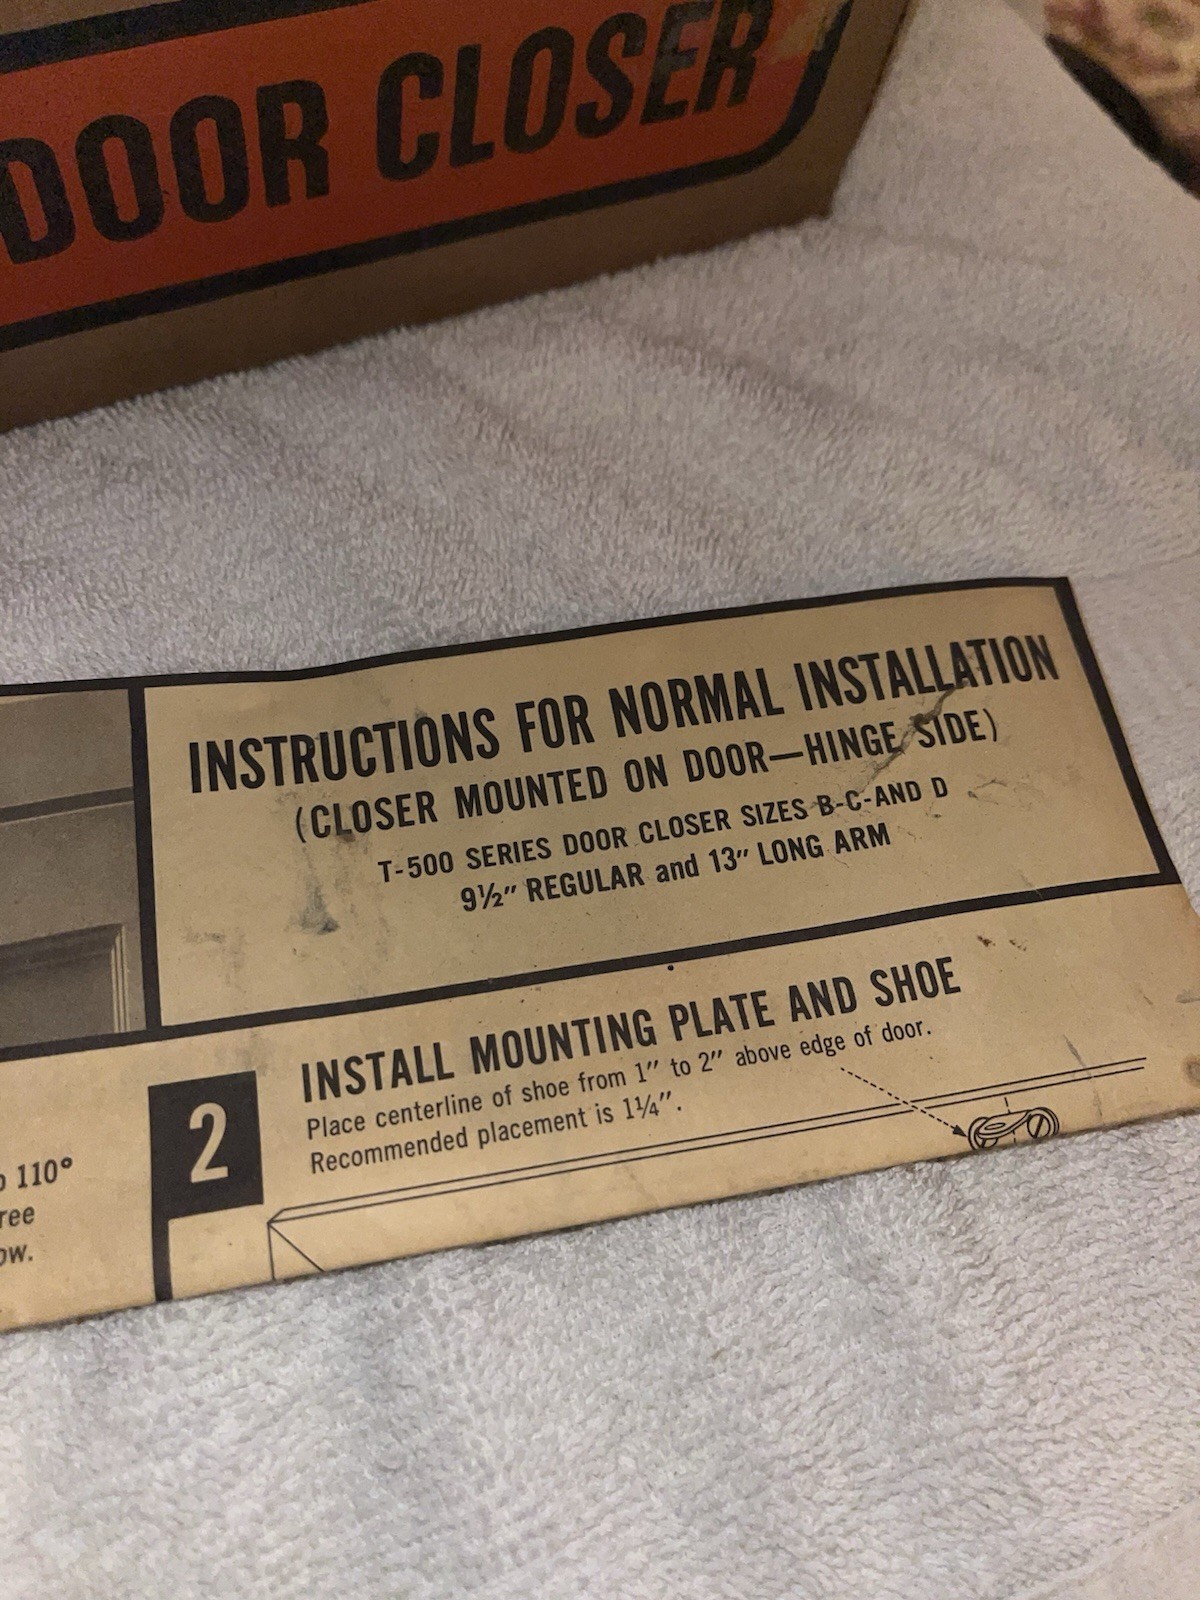 DOOR CLOSER
INSTRUCTIONS FOR NORMAL INSTALLATION
(CLOSER MOUNTED ON DOOR—HINGE SIDE)
T-500 SERIES DOOR CLOSER SIZES B-C-AND D
9½" REGULAR and 13" LONG ARM
2
INSTALL MOUNTING PLATE AND SHOE
Place centerline of shoe from 1" to 2" above edge of door.
Recommended placement is 1¼".
110°